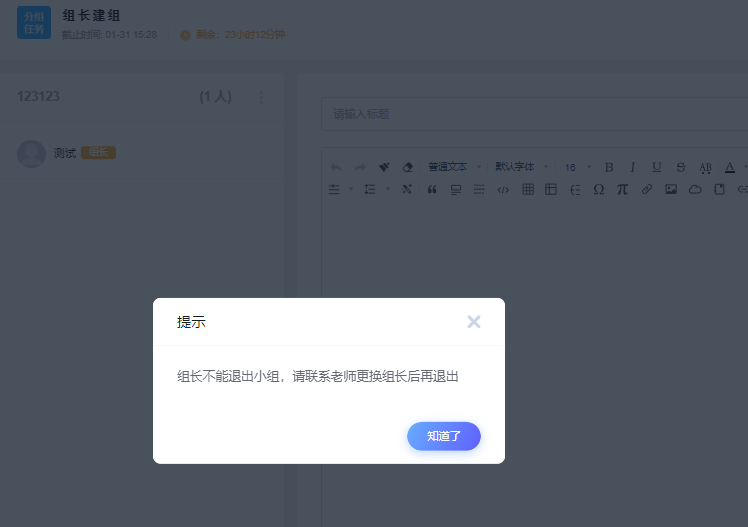 分组
任务
组长建组
截止时间: 01-31 15:28
剩余：23小时12分钟
123123
(1 人)
测试
组长
请输入标题
普通文本
默认字体
16
B I U S AB A
提示
组长不能退出小组，请联系老师更换组长后再退出
知道了